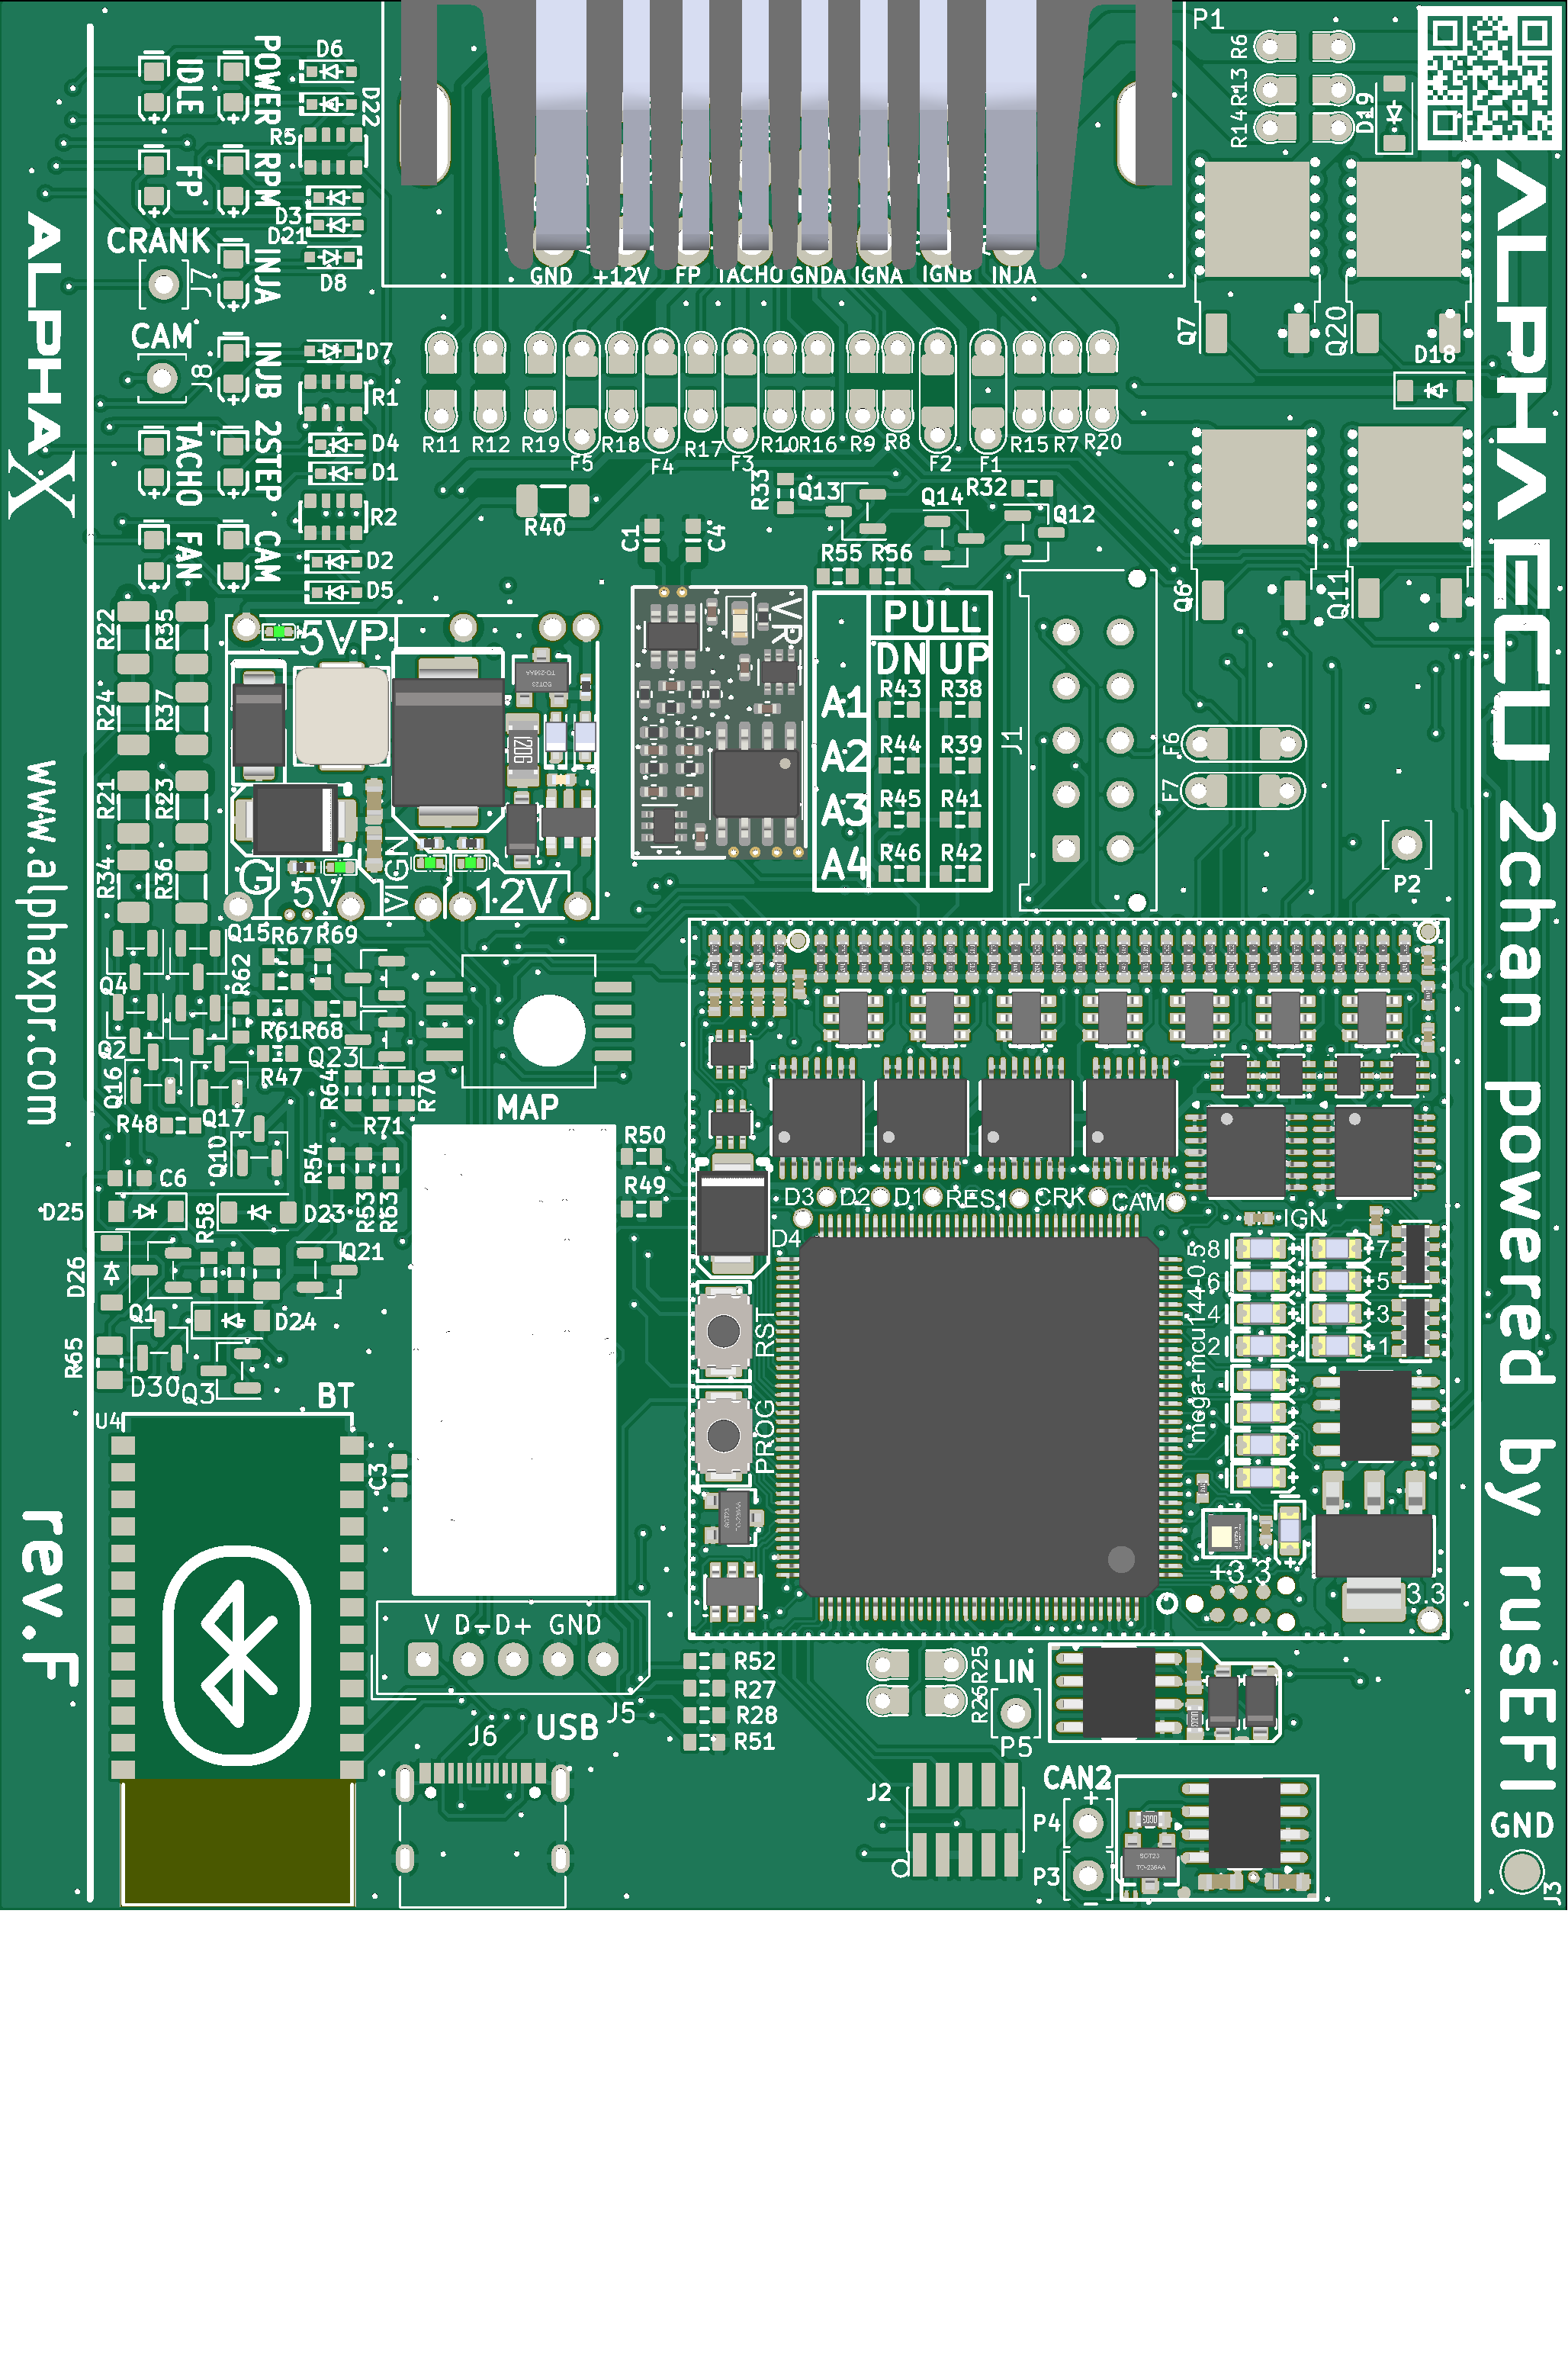 P1
R6
R13
R14
D19
D6
D22
R5
POWER
IDLE
RPM
FP
D3
D21
D8
CRANK
J7
INJA
CAM
J8
INJB
D7
R1
D4
D1
2STEP
TACHO
R2
CAM
FAN
D2
D5
GND +12V FP TACHO GNDA IGNA IGNB INJA
R11 R12 R19 F5 R18 F4 R17 F3 R10 R16 R9 R8 F2 F1 R15 R7 R20
Q7
Q20
D18
ALPHAX
ALPHA ECU 2chan powered by rusEFI
R40
R33
Q13
Q14
R32
Q12
C1
C4
R55 R56
Q6
Q11
R22
R35
R24
R37
R21
R23
R34
R36
5VP
G
5V
VIGN
12V
VR
PULL
DN UP
A1 R43 R38
A2 R44 R39
A3 R45 R41
A4 R46 R42
J1
F6
F7
P2
www.alphaxpr.com
Q15
R67
R69
R62
Q4
R61
R68
Q2
Q23
R47
Q16
R64
R70
Q17
R48
R71
Q10
R54
R53
R63
C6
MAP
R50
R49
D25
R58
D23
D26
Q21
Q1
D24
R65
D30
Q3
D3 D2 D1 RES1 CRK CAM
D4
IGN
mega-mcu144-0.5
8 7
6 5
4 3
2 1
RST
PROG
+3.3
3.3
BT
U4
C3
rev.F
V D- D+ GND
J5
J6
USB
R52
R27
R28
R51
R25
R26
LIN
P5
CAN2
J2
P4
P3
GND
J3